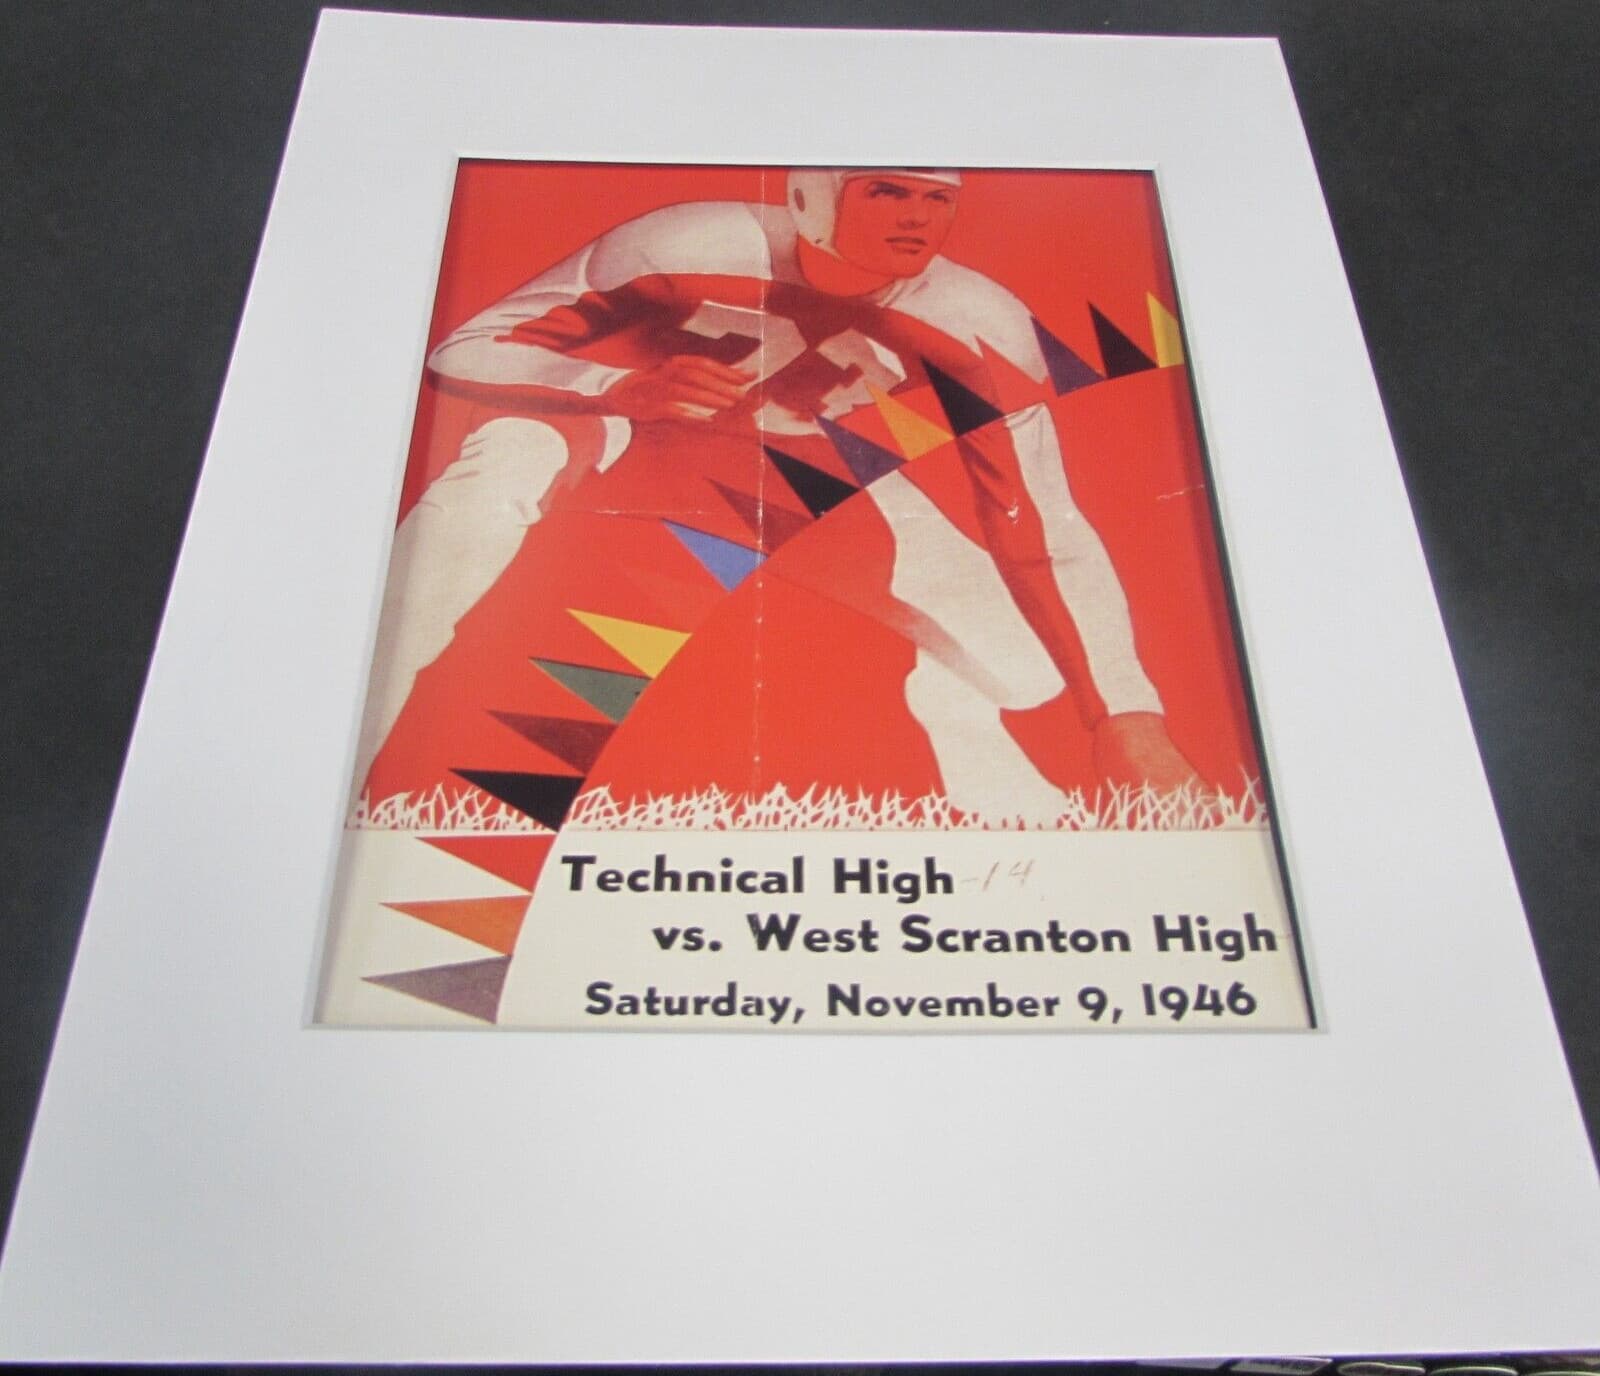 Technical High -14
vs. West Scranton High
Saturday, November 9, 1946